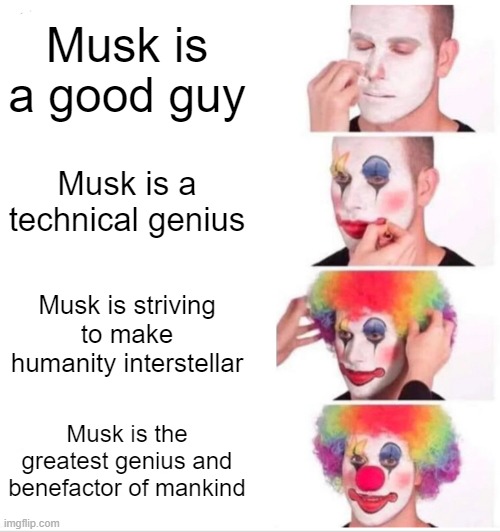 Musk is
a good guy
Musk is a
technical genius
Musk is striving
to make
humanity interstellar
Musk is the
greatest genius and
benefactor of mankind
imgflip.com